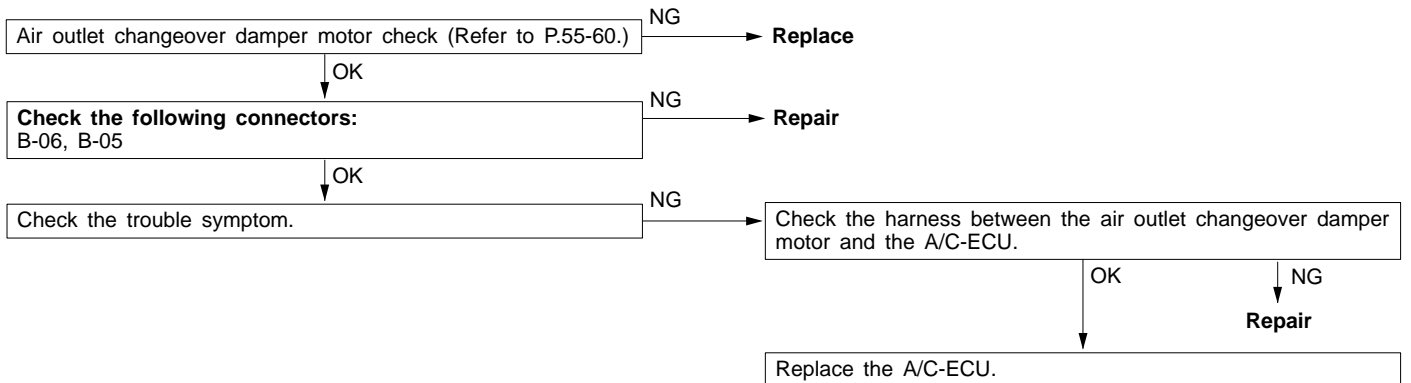 NG
Air outlet changeover damper motor check (Refer to P.55-60.)
Replace
OK
NG
Check the following connectors:
B-06, B-05
Repair
OK
NG
Check the trouble symptom.
Check the harness between the air outlet changeover damper
motor and the A/C-ECU.
OK
NG
Repair
Replace the A/C-ECU.